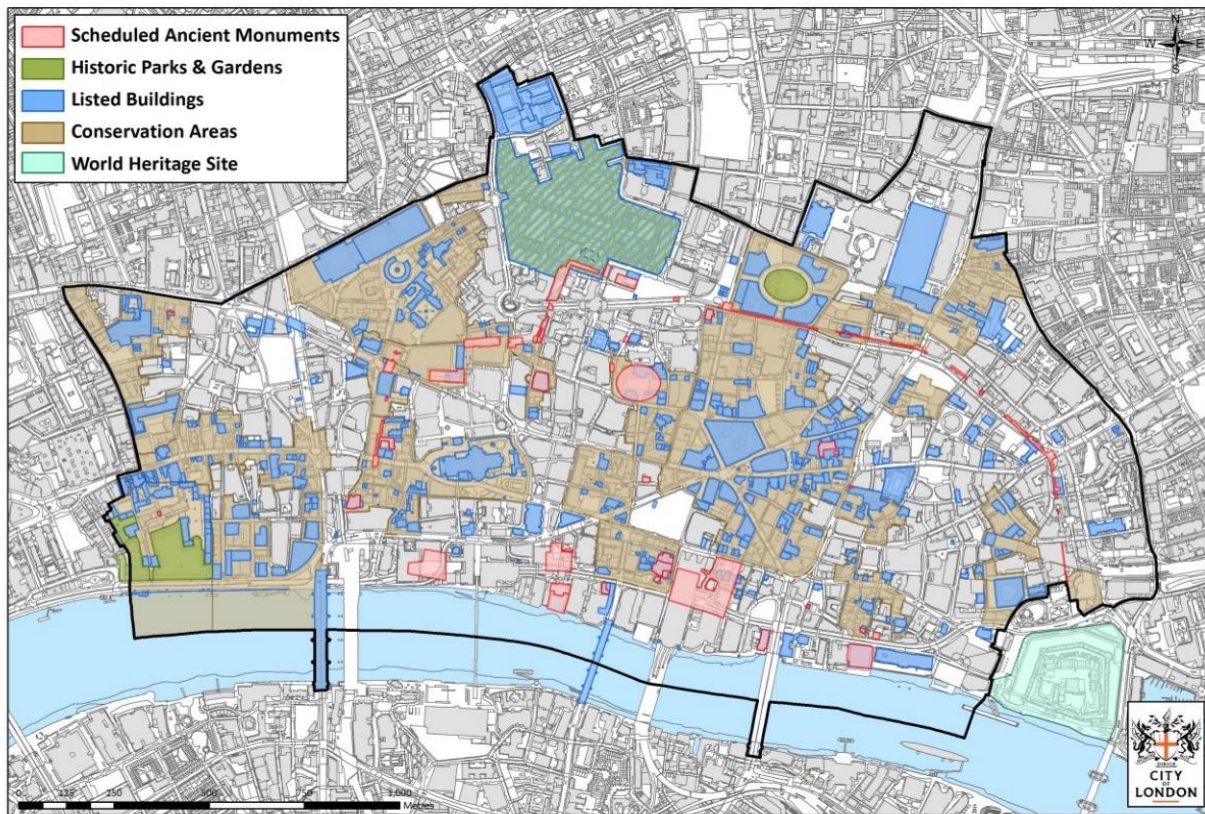 Scheduled Ancient Monuments
Historic Parks & Gardens
Listed Buildings
Conservation Areas
World Heritage Site
N
W E
S
0 125 250 500 750 1,000
Metres
CITY
OF
LONDON